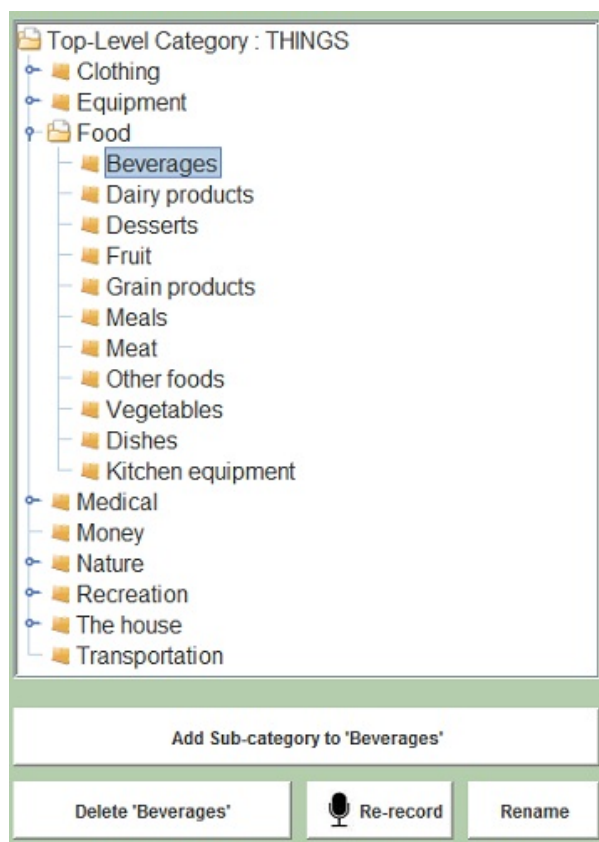 Top-Level Category : THINGS
Clothing
Equipment
Food
Beverages
Dairy products
Desserts
Fruit
Grain products
Meals
Meat
Other foods
Vegetables
Dishes
Kitchen equipment
Medical
Money
Nature
Recreation
The house
Transportation
Add Sub-category to 'Beverages'
Delete 'Beverages' Re-record Rename